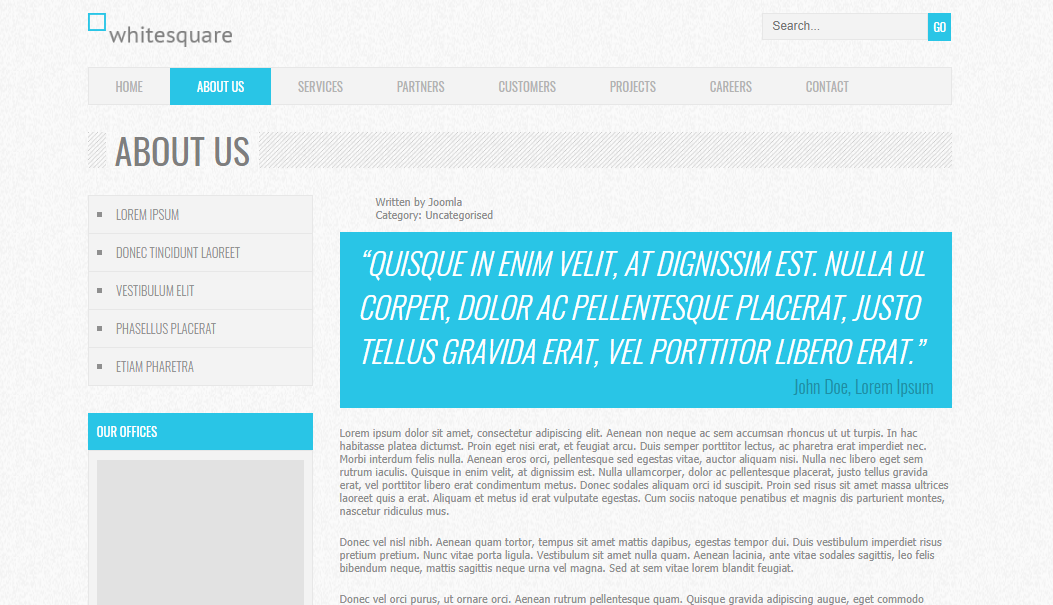 whitesquare
Search...
GO
HOME
ABOUT US
SERVICES
PARTNERS
CUSTOMERS
PROJECTS
CAREERS
CONTACT
ABOUT US
LOREM IPSUM
DONEC TINCIDUNT LAOREET
VESTIBULUM ELIT
PHASELLUS PLACERAT
ETIAM PHARETRA
OUR OFFICES
Written by Joomla
Category: Uncategorised
“QUISQUE IN ENIM VELIT, AT DIGNISSIM EST. NULLA UL
CORPER, DOLOR AC PELLENTESQUE PLACERAT, JUSTO
TELLUS GRAVIDA ERAT, VEL PORTTITOR LIBERO ERAT.”
John Doe, Lorem Ipsum
Lorem ipsum dolor sit amet, consectetur adipiscing elit. Aenean non neque ac sem accumsan rhoncus ut ut turpis. In hac
habitasse platea dictumst. Proin eget nisi erat, et feugiat arcu. Duis semper porttitor lectus, ac pharetra erat imperdiet nec.
Morbi interdum felis nulla. Aenean eros orci, pellentesque sed egestas vitae, auctor aliquam nisi. Nulla nec libero eget sem
rutrum iaculis. Quisque in enim velit, at dignissim est. Nulla ullamcorper, dolor ac pellentesque placerat, justo tellus gravida
erat, vel porttitor libero erat condimentum metus. Donec sodales aliquam orci id suscipit. Proin sed risus sit amet massa ultrices
laoreet quis a erat. Aliquam et metus id erat vulputate egestas. Cum sociis natoque penatibus et magnis dis parturient montes,
nascetur ridiculus mus.
Donec vel nisl nibh. Aenean quam tortor, tempus sit amet mattis dapibus, egestas tempor dui. Duis vestibulum imperdiet risus
pretium pretium. Nunc vitae porta ligula. Vestibulum sit amet nulla quam. Aenean lacinia, ante vitae sodales sagittis, leo felis
bibendum neque, mattis sagittis neque urna vel magna. Sed at sem vitae lorem blandit feugiat.
Donec vel orci purus, ut ornare orci. Aenean rutrum pellentesque quam. Quisque gravida adipiscing augue, eget commodo